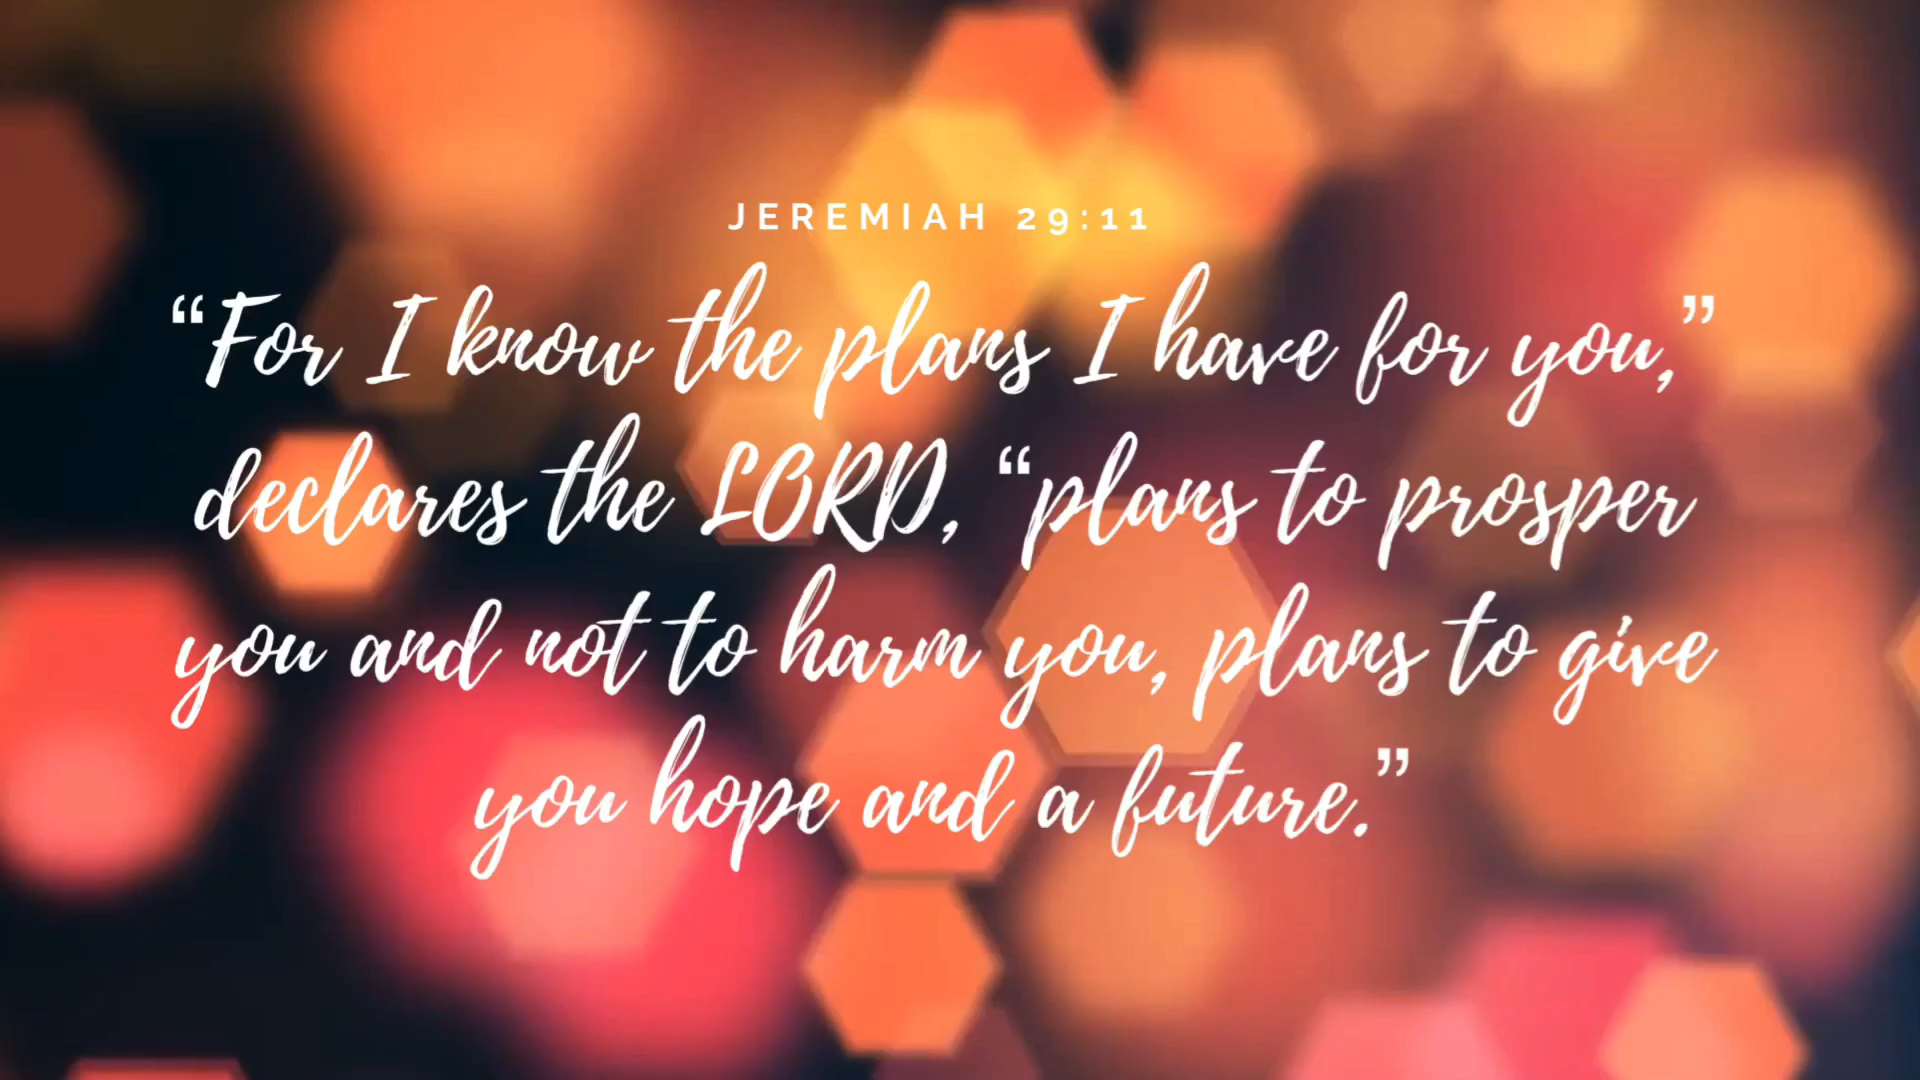 JEREMIAH 29:11
“For I know the plans I have for you,”
declares the LORD, “plans to prosper
you and not to harm you, plans to give
you hope and a future.”